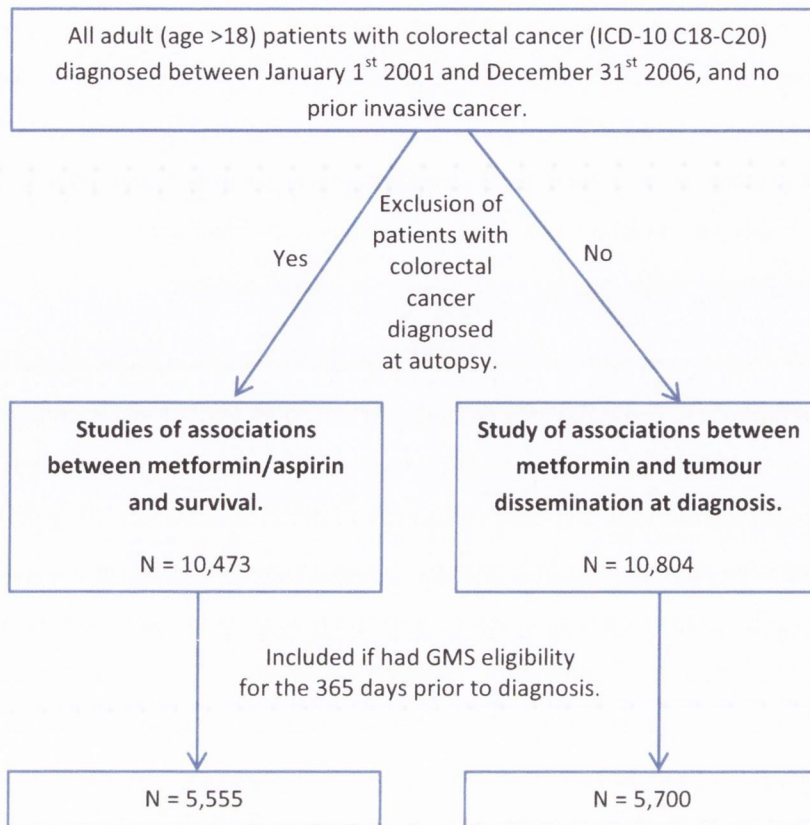 All adult (age >18) patients with colorectal cancer (ICD-10 C18-C20)
diagnosed between January 1st 2001 and December 31st 2006, and no
prior invasive cancer.
Exclusion of
patients with
colorectal
cancer
diagnosed
at autopsy.
Yes
No
Studies of associations
between metformin/aspirin
and survival.
N = 10,473
Study of associations between
metformin and tumour
dissemination at diagnosis.
N = 10,804
Included if had GMS eligibility
for the 365 days prior to diagnosis.
N = 5,555
N = 5,700